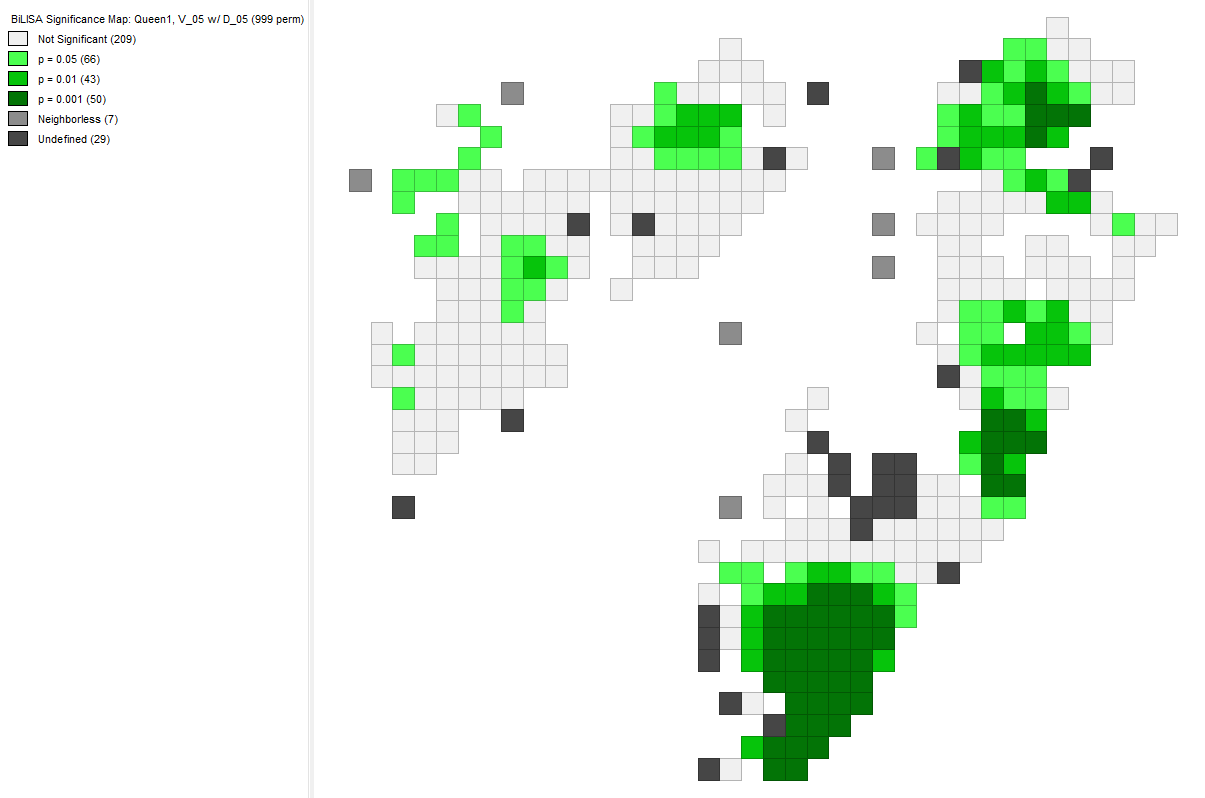 BiLISA Significance Map: Queen1, V_05 w/ D_05 (999 perm)
Not Significant (209)
p = 0.05 (66)
p = 0.01 (43)
p = 0.001 (50)
Neighborless (7)
Undefined (29)